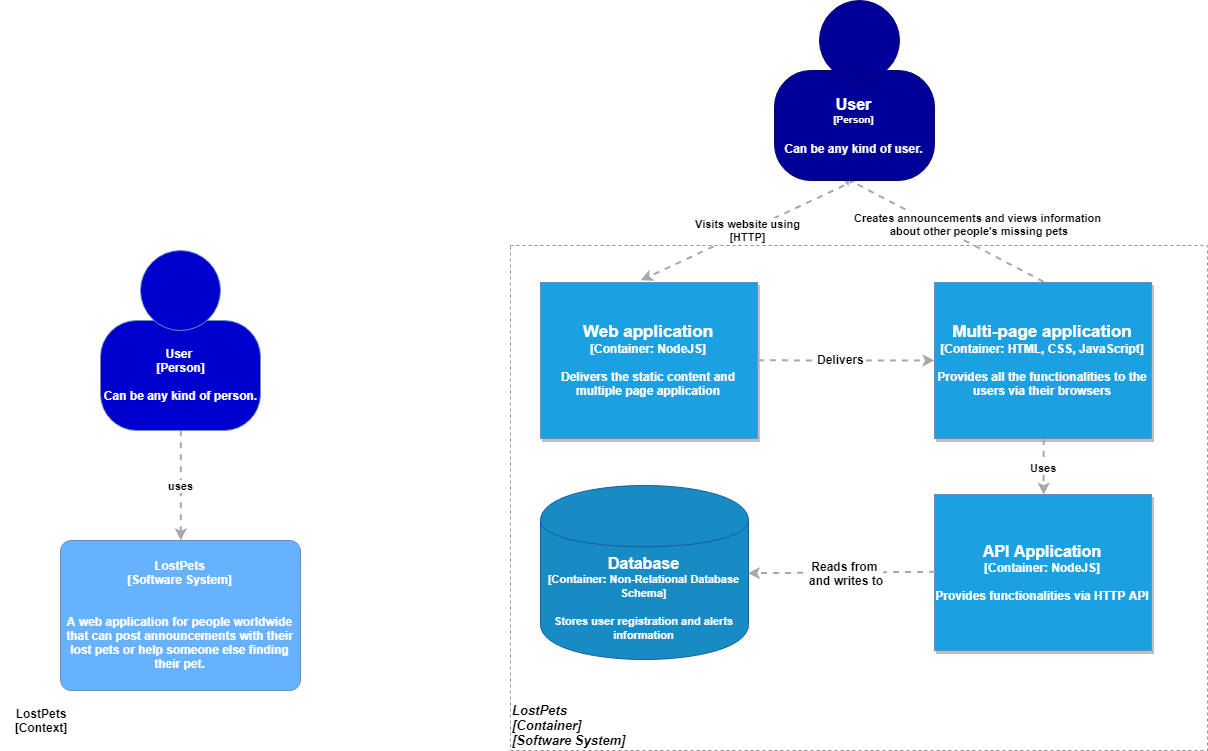 User
[Person]
Can be any kind of person.
uses
LostPets
[Software System]
A web application for people worldwide
that can post announcements with their
lost pets or help someone else finding
their pet.
LostPets
[Context]
User
[Person]
Can be any kind of user.
Visits website using
[HTTP]
Creates announcements and views information
about other people's missing pets
Web application
[Container: NodeJS]
Delivers the static content and
multiple page application
Delivers
Multi-page application
[Container: HTML, CSS, JavaScript]
Provides all the functionalities to the
users via their browsers
Uses
Database
[Container: Non-Relational Database
Schema]
Stores user registration and alerts
information
Reads from
and writes to
API Application
[Container: NodeJS]
Provides functionalities via HTTP API
LostPets
[Container]
[Software System]